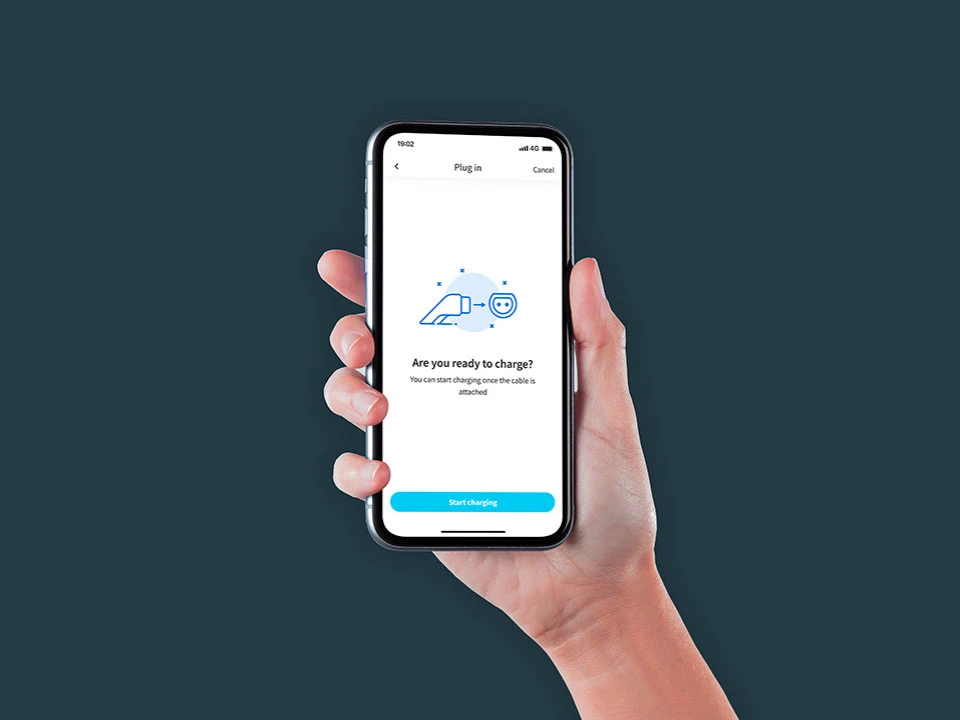 19:02
4G
Plug in
Cancel
Are you ready to charge?
You can start charging once the cable is
attached
Start charging